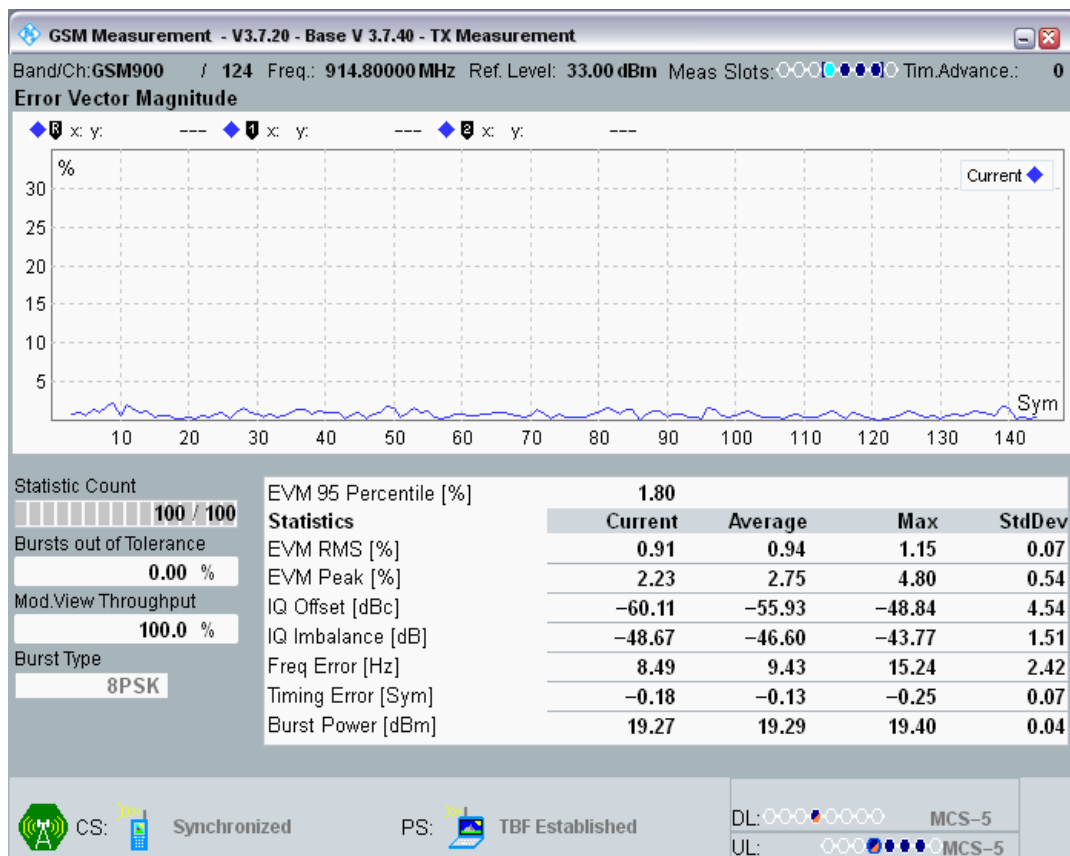 GSM Measurement - V3.7.20 - Base V 3.7.40 - TX Measurement
Band/Ch:GSM900 / 124 Freq.: 914.80000 MHz Ref. Level: 33.00 dBm Meas Slots: Tim.Advance.: 0
Error Vector Magnitude
R x: y: --- 1 x: y: --- 2 x: y: ---
%
Current
30
25
20
15
10
5
Sym
10 20 30 40 50 60 70 80 90 100 110 120 130 140
Statistic Count
100 / 100
Bursts out of Tolerance
0.00 %
Mod.View Throughput
100.0 %
Burst Type
8PSK
EVM 95 Percentile [%] 1.80
Statistics Current Average Max StdDev
EVM RMS [%] 0.91 0.94 1.15 0.07
EVM Peak [%] 2.23 2.75 4.80 0.54
IQ Offset [dBc] −60.11 −55.93 −48.84 4.54
IQ Imbalance [dB] −48.67 −46.60 −43.77 1.51
Freq Error [Hz] 8.49 9.43 15.24 2.42
Timing Error [Sym] −0.18 −0.13 −0.25 0.07
Burst Power [dBm] 19.27 19.29 19.40 0.04
CS: Synchronized PS: TBF Established
DL: MCS−5
UL: MCS−5